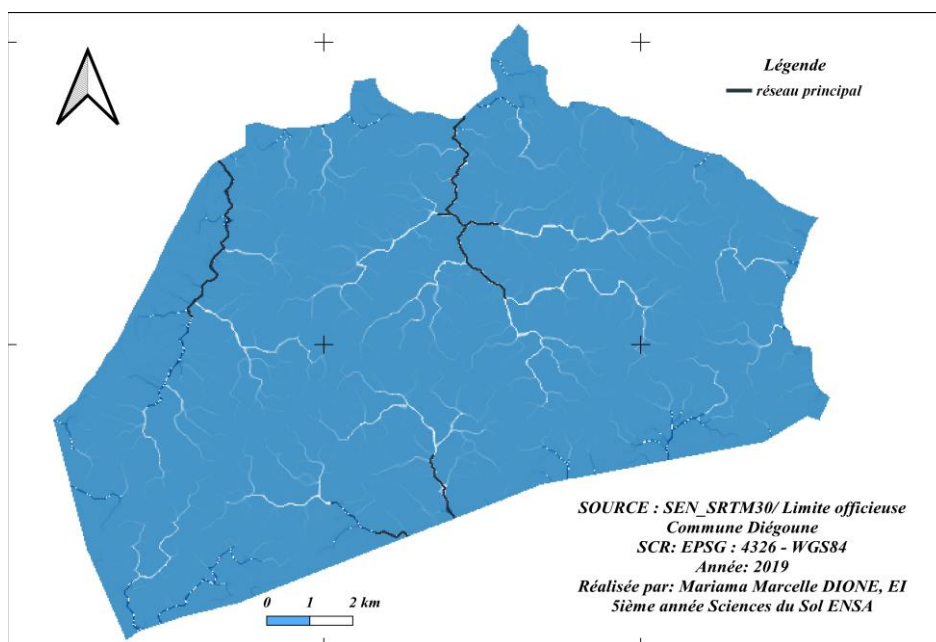 Légende
réseau principal
SOURCE : SEN_SRTM30/ Limite officieuse
Commune Diégoune
SCR: EPSG : 4326 - WGS84
Année: 2019
Réalisée par: Mariama Marcelle DIONE, EI
5ième année Sciences du Sol ENSA
0 1 2 km